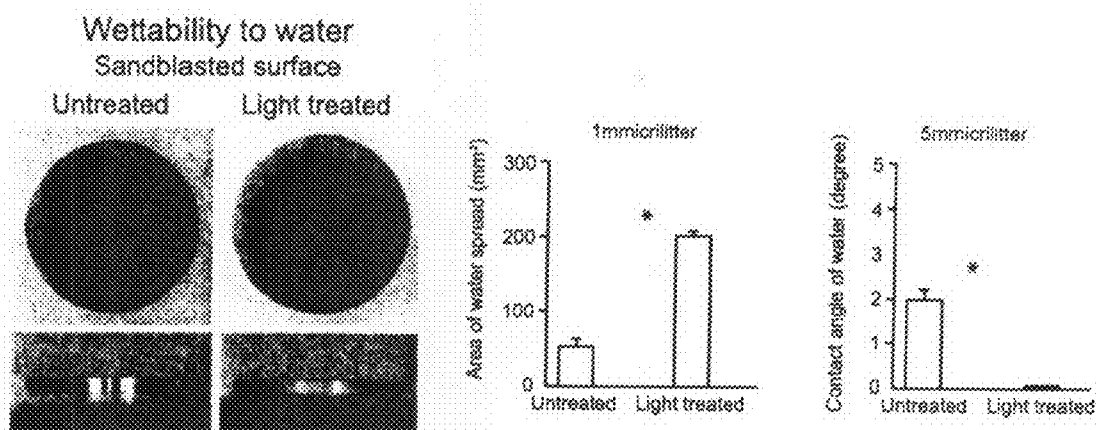 Wettability to water
Sandblasted surface
Untreated Light treated
1mmicrilitter
Area of water spread (mm²)
300
200
100
0
*
Untreated Light treated
5mmicrilitter
Contact angle of water (degree)
5
4
3
2
1
0
*
Untreated Light treated